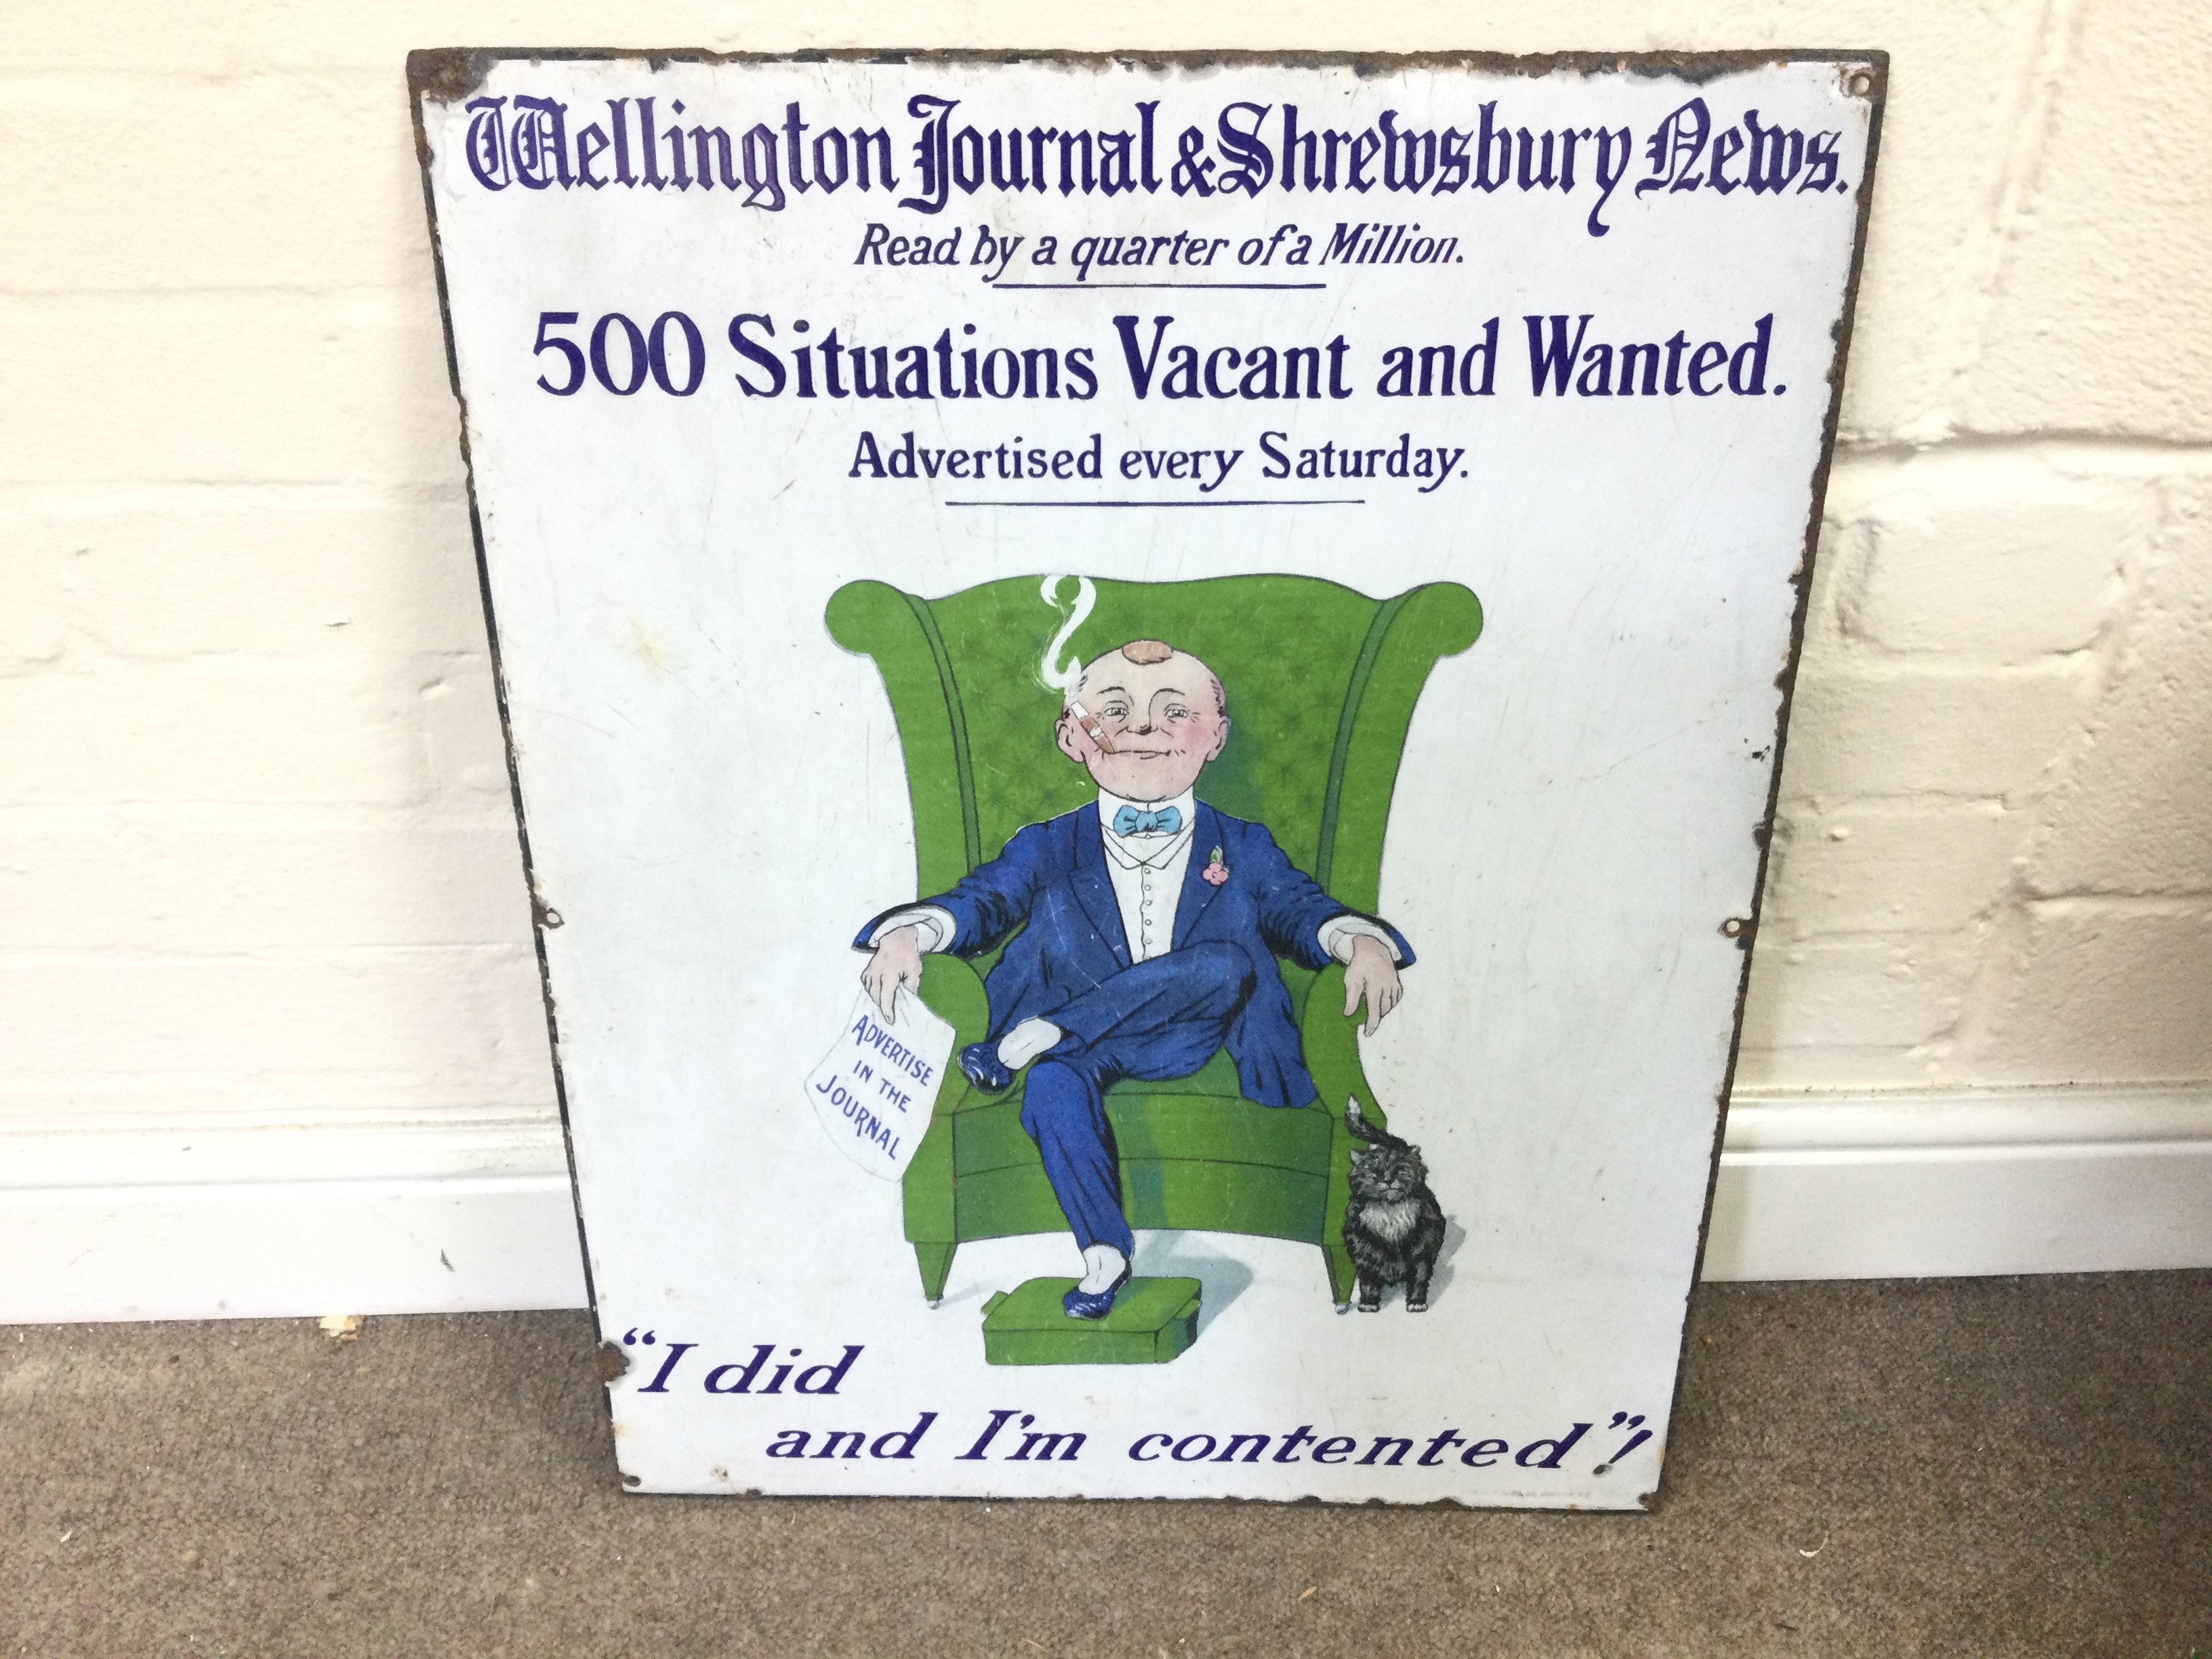 Wellington Journal & Shrewsbury News.
Read by a quarter of a Million.
500 Situations Vacant and Wanted.
Advertised every Saturday.
ADVERTISE
IN THE
JOURNAL
"I did
and I'm contented"!